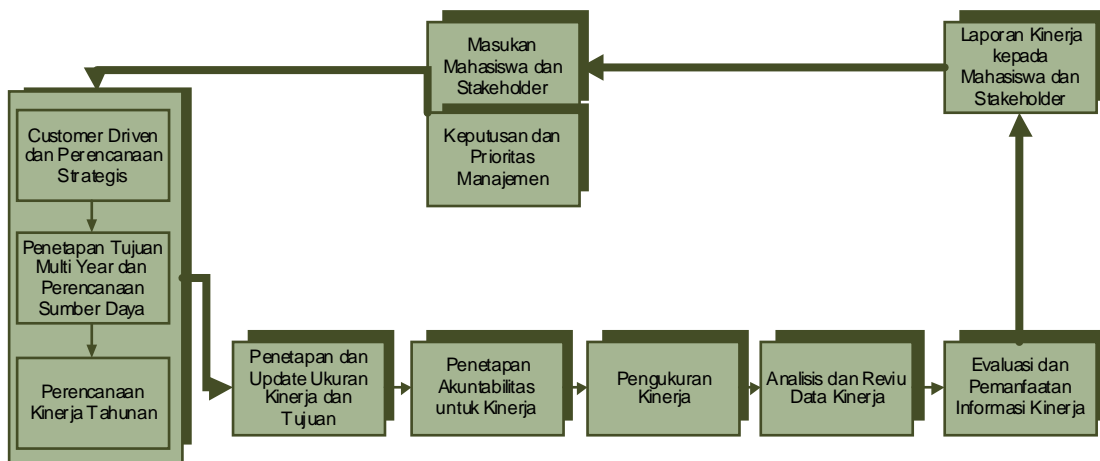 Masukan
Mahasiswa dan
Stakeholder
Keputusan dan
Prioritas
Manajemen
Laporan Kinerja
kepada
Mahasiswa dan
Stakeholder
Customer Driven
dan Perencanaan
Strategis
Penetapan Tujuan
Multi Year dan
Perencanaan
Sumber Daya
Perencanaan
Kinerja Tahunan
Penetapan dan
Update Ukuran
Kinerja dan
Tujuan
Penetapan
Akuntabilitas
untuk Kinerja
Pengukuran
Kinerja
Analisis dan Reviu
Data Kinerja
Evaluasi dan
Pemanfaatan
Informasi Kinerja